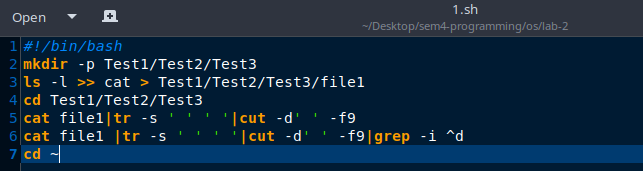 Open 1.sh
~/Desktop/sem4-programming/os/lab-2
1 #!/bin/bash
2 mkdir -p Test1/Test2/Test3
3 ls -l >> cat > Test1/Test2/Test3/file1
4 cd Test1/Test2/Test3
5 cat file1|tr -s ' ' ' '|cut -d' ' -f9
6 cat file1 |tr -s ' ' ' '|cut -d' ' -f9|grep -i ^d
7 cd ~